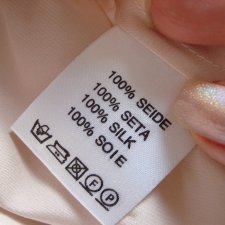 100% SEIDE
100% SETA
100% SILK
100% SOIE
F P